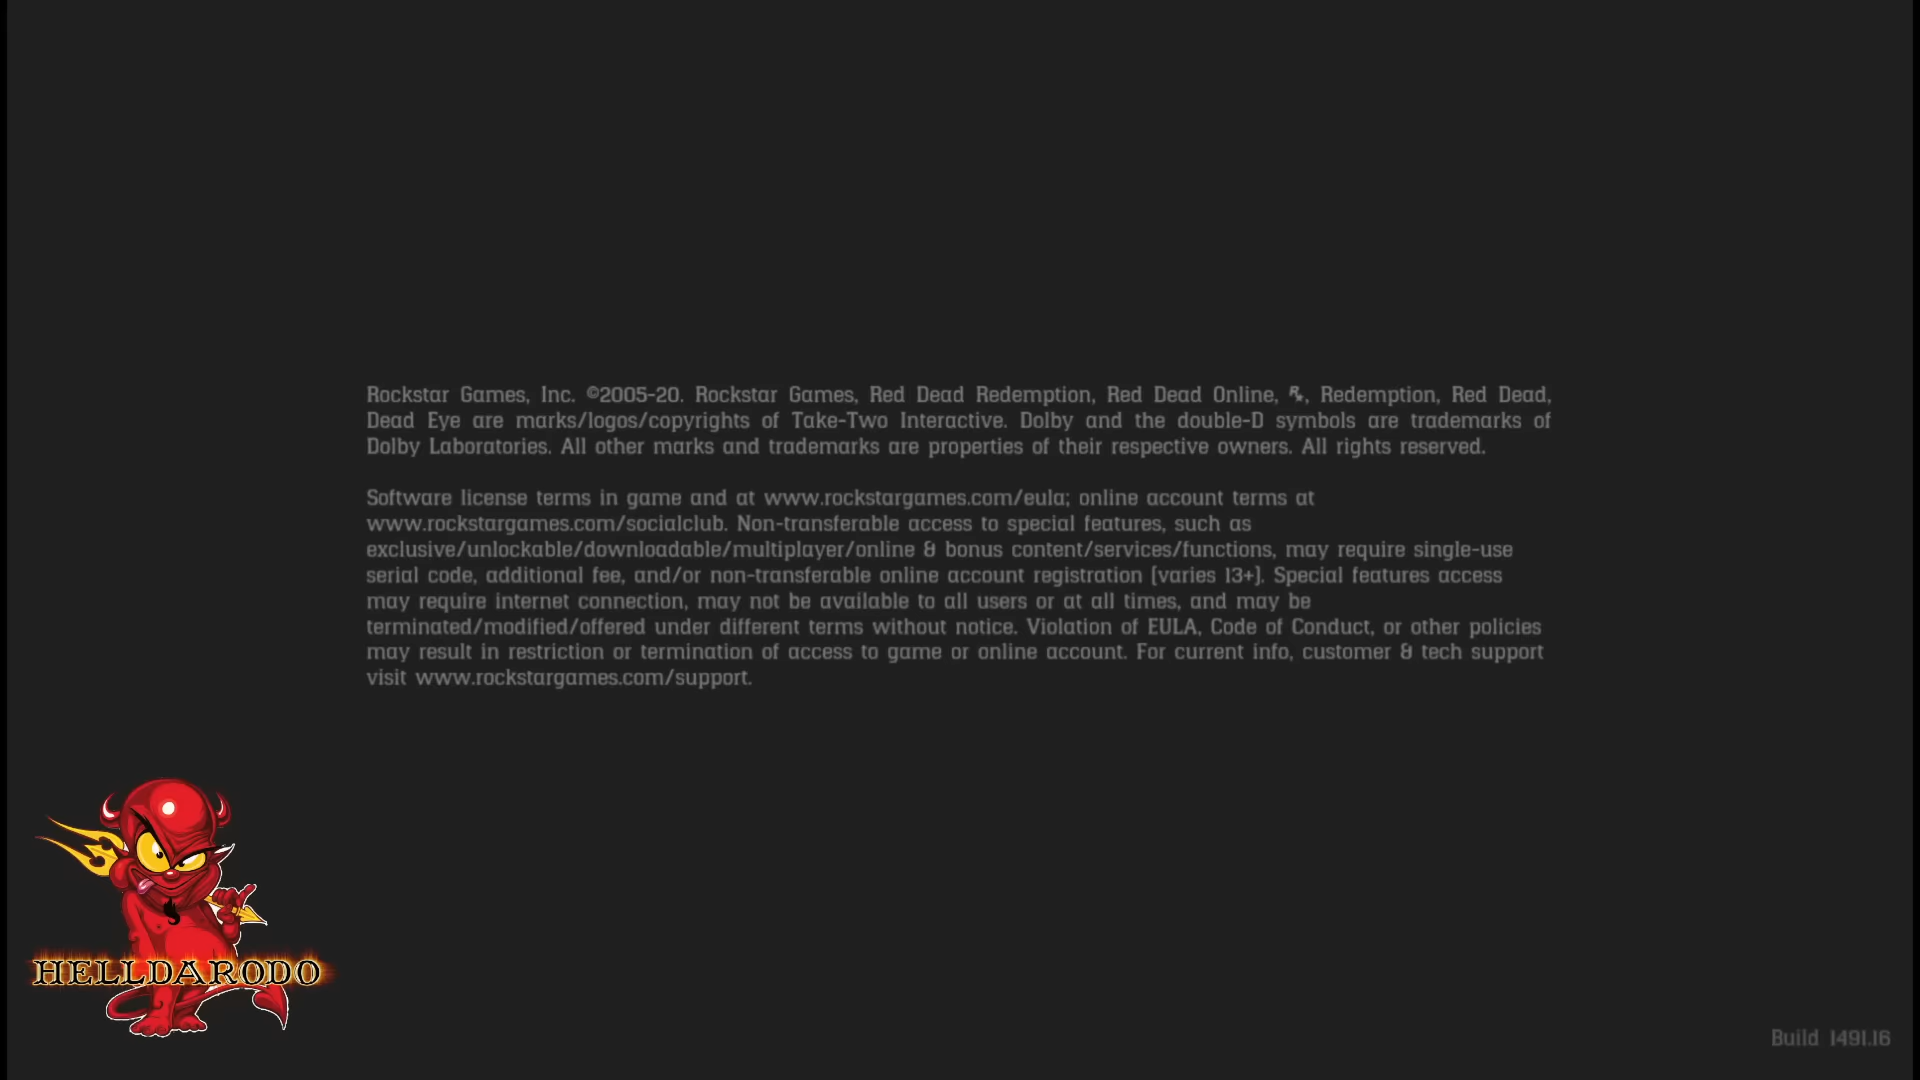 Rockstar Games, Inc. ©2005-20. Rockstar Games, Red Dead Redemption, Red Dead Online, R, Redemption, Red Dead,
Dead Eye are marks/logos/copyrights of Take-Two Interactive. Dolby and the double-D symbols are trademarks of
Dolby Laboratories. All other marks and trademarks are properties of their respective owners. All rights reserved.
Software license terms in game and at www.rockstargames.com/eula; online account terms at
www.rockstargames.com/socialclub. Non-transferable access to special features, such as
exclusive/unlockable/downloadable/multiplayer/online & bonus content/services/functions, may require single-use
serial code, additional fee, and/or non-transferable online account registration (varies 13+). Special features access
may require internet connection, may not be available to all users or at all times, and may be
terminated/modified/offered under different terms without notice. Violation of EULA, Code of Conduct, or other policies
may result in restriction or termination of access to game or online account. For current info, customer & tech support
visit www.rockstargames.com/support.
HELLDARODO
Build 1491.16